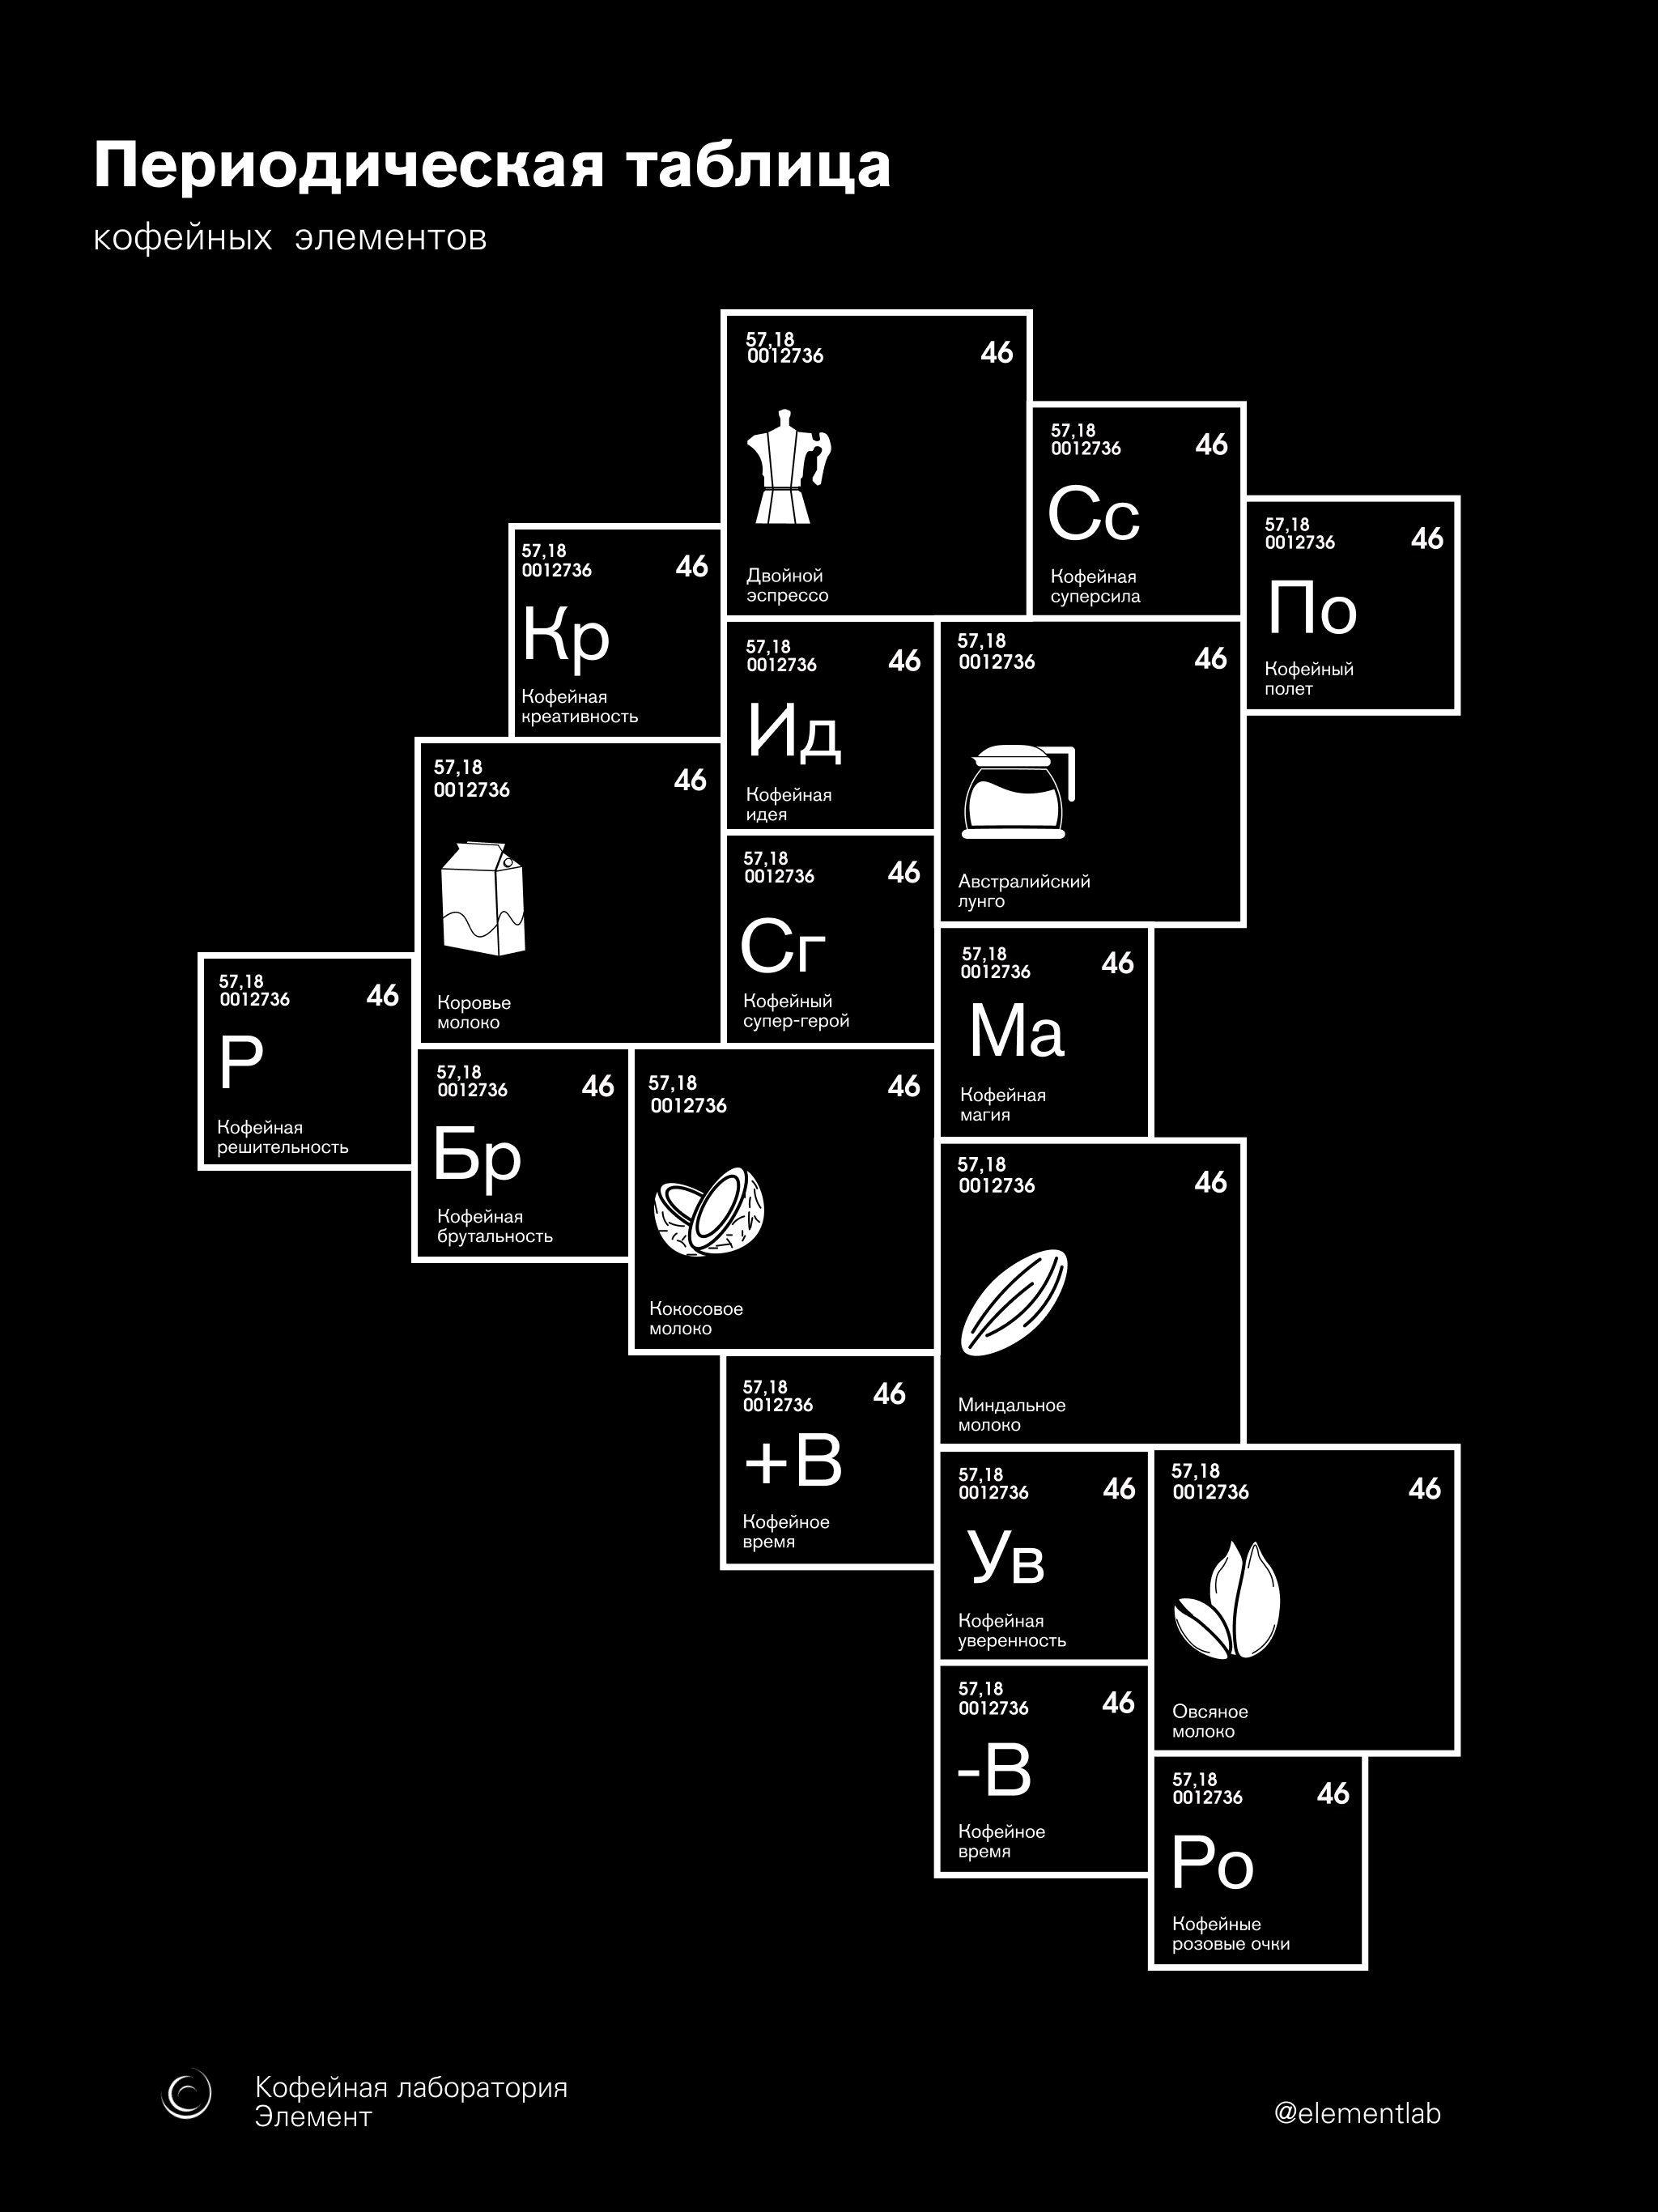 Периодическая таблица
кофейных элементов
57,18
0012736
46
Двойной
эспрессо
57,18
0012736
46
Сс
Кофейная
суперсила
57,18
0012736
46
По
Кофейный
полет
57,18
0012736
46
Кр
Кофейная
креативность
57,18
0012736
46
Ид
Кофейная
идея
57,18
0012736
46
Австралийский
лунго
57,18
0012736
46
Коровье
молоко
57,18
0012736
46
Сг
Кофейный
супер-герой
57,18
0012736
46
Ма
Кофейная
магия
57,18
0012736
46
Р
Кофейная
решительность
57,18
0012736
46
Бр
Кофейная
брутальность
57,18
0012736
46
Кокосовое
молоко
57,18
0012736
46
Миндальное
молоко
57,18
0012736
46
+В
Кофейное
время
57,18
0012736
46
Ув
Кофейная
уверенность
57,18
0012736
46
Овсяное
молоко
57,18
0012736
46
-В
Кофейное
время
57,18
0012736
46
Ро
Кофейные
розовые очки
Кофейная лаборатория
Элемент
@elementlab